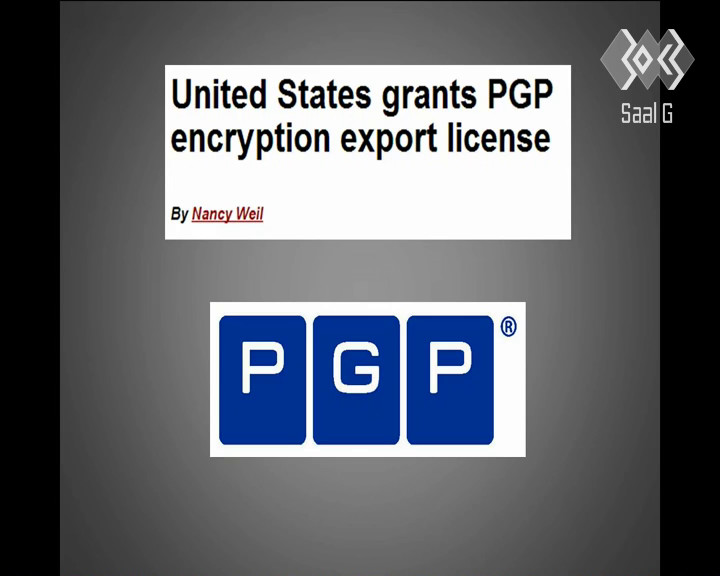 United States grants PGP
encryption export license
By Nancy Weil
Saal G
P G P ®